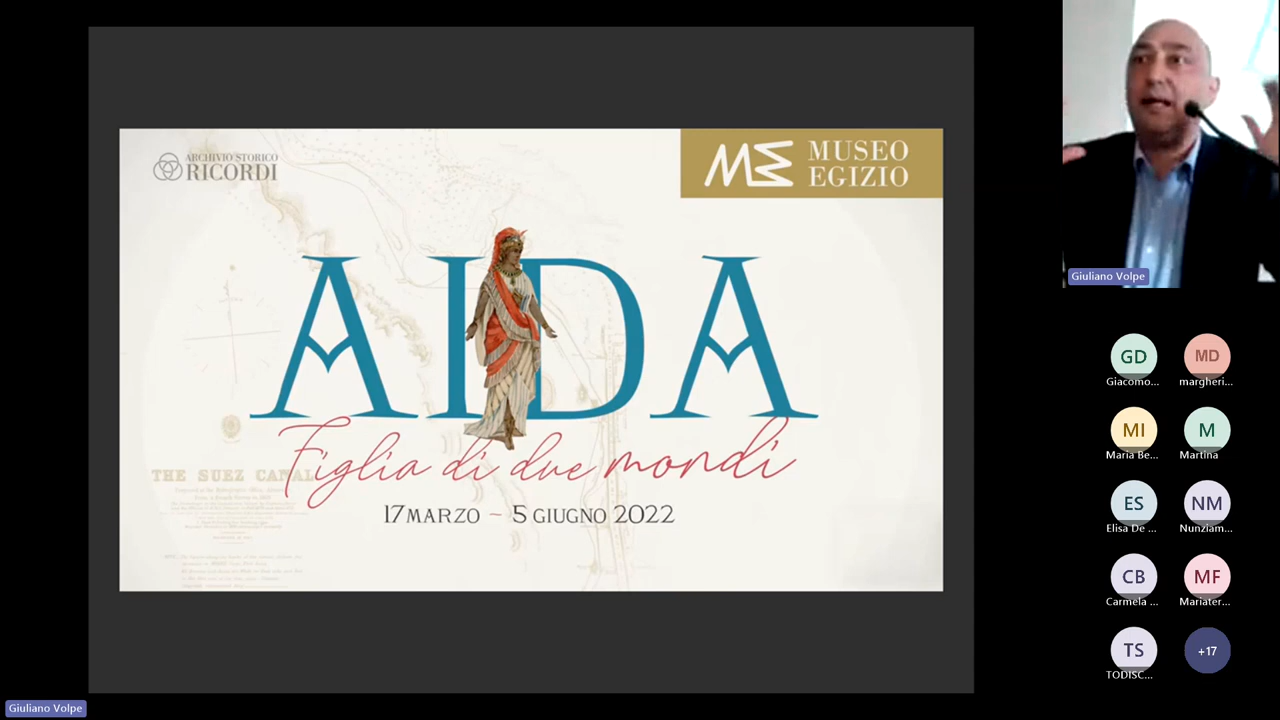 ARCHIVIO STORICO
RICORDI
ME
MUSEO
EGIZIO
AIDA
Figlia di due mondi
THE SUEZ CANAL
17 MARZO ~ 5 GIUGNO 2022
Giuliano Volpe
GD
MD
Giacomo...
margheri...
MI
M
Maria Be...
Martina
ES
NM
Elisa De ...
Nunziam...
CB
MF
Carmela ...
Mariater...
TS
+17
TODISC...
Giuliano Volpe